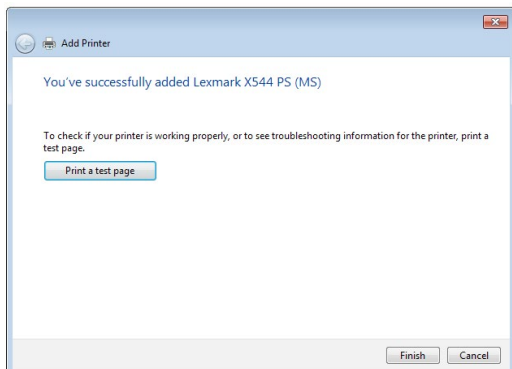 Add Printer
You've successfully added Lexmark X544 PS (MS)
To check if your printer is working properly, or to see troubleshooting information for the printer, print a
test page.
Print a test page
Finish Cancel